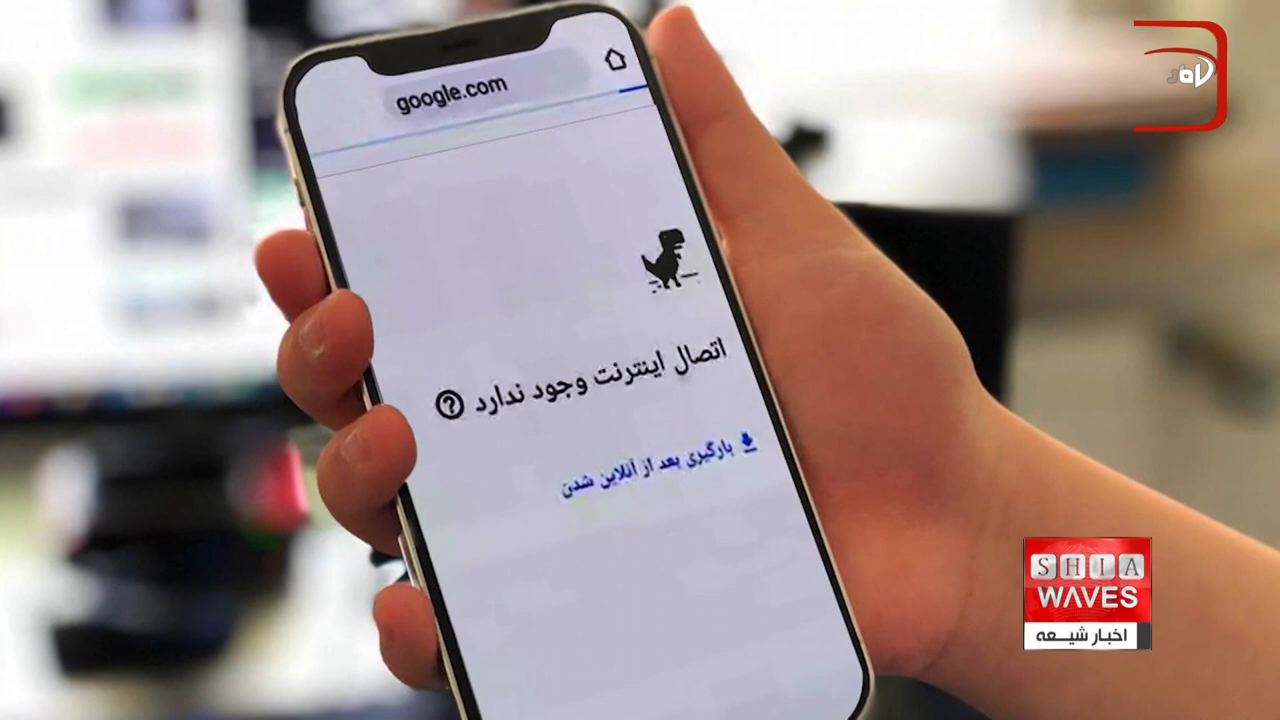 google.com
اتصال اینترنت وجود ندارد
بارگیری بعد از آنلاین شدن
SHIA
WAVES
اخبار شیعه